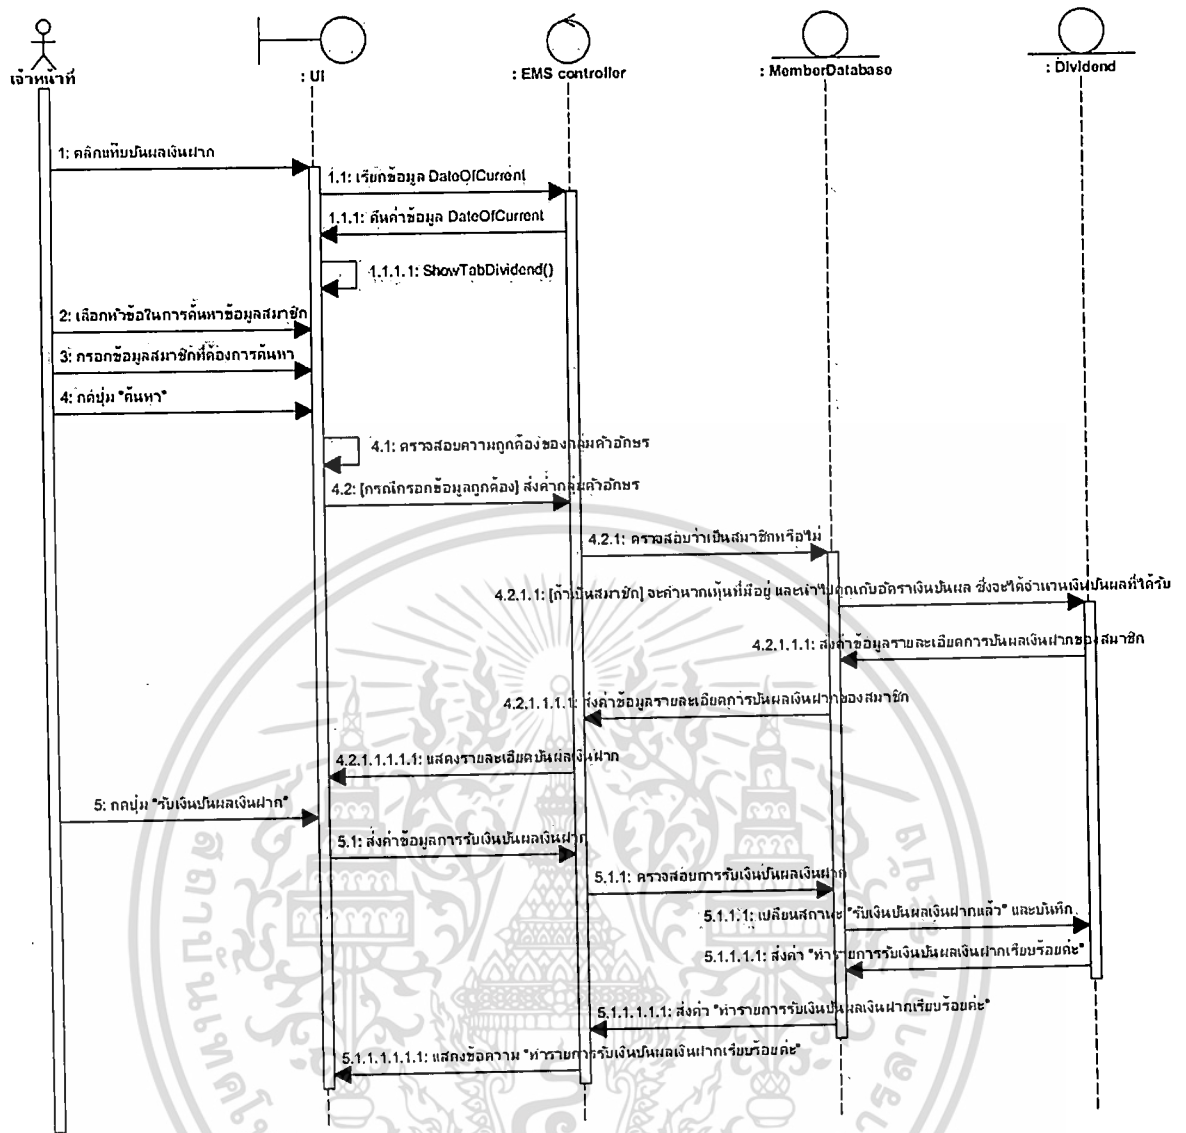 เจ้าหน้าที่
: UI
: EMS controller
: MemberDatabase
: Dividend
1: คลิกแท๊บปันผลเงินฝาก
1.1: เรียกข้อมูล DateOfCurrent
1.1.1: คืนค่าข้อมูล DateOfCurrent
1.1.1.1: ShowTabDividend()
2: เลือกหัวข้อในการค้นหาข้อมูลสมาชิก
3: กรอกข้อมูลสมาชิกที่ต้องการค้นหา
4: กดปุ่ม "ค้นหา"
4.1: ตรวจสอบความถูกต้องของกลุ่มตัวอักษร
4.2: [กรณีกรอกข้อมูลถูกต้อง] ส่งค่ากลุ่มตัวอักษร
4.2.1: ตรวจสอบว่าเป็นสมาชิกหรือไม่
4.2.1.1: [ถ้าเป็นสมาชิก] จะคำนวกหุ้นที่มีอยู่ และนำไปคูณกับอัตราเงินปันผล ซึ่งจะได้จำนวนเงินปันผลที่ได้รับ
4.2.1.1.1: ส่งค่าข้อมูลรายละเอียดการปันผลเงินฝากของสมาชิก
4.2.1.1.1.1: ส่งค่าข้อมูลรายละเอียดการปันผลเงินฝากของสมาชิก
4.2.1.1.1.1.1: แสดงรายละเอียดปันผลเงินฝาก
5: กดปุ่ม "รับเงินปันผลเงินฝาก"
5.1: ส่งค่าข้อมูลการรับเงินปันผลเงินฝาก
5.1.1: ตรวจสอบการรับเงินปันผลเงินฝาก
5.1.1.1: เปลี่ยนสถานะ "รับเงินปันผลเงินฝากแล้ว" และบันทึก
5.1.1.1.1: ส่งค่า "ทำรายการรับเงินปันผลเงินฝากเรียบร้อยค่ะ"
5.1.1.1.1.1: ส่งค่า "ทำรายการรับเงินปันผลเงินฝากเรียบร้อยค่ะ"
5.1.1.1.1.1.1: แสดงข้อความ "ทำรายการรับเงินปันผลเงินฝากเรียบร้อยค่ะ"